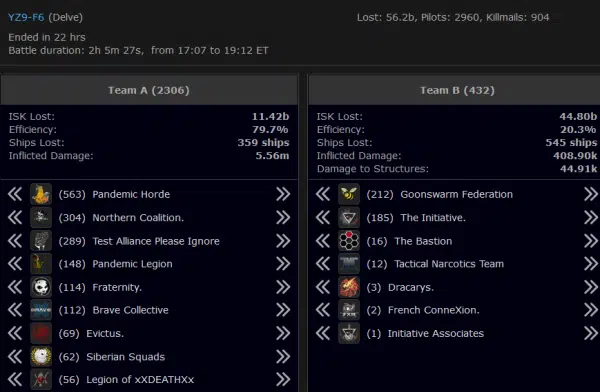 YZ9-F6 (Delve)
Lost: 56.2b, Pilots: 2960, Killmails: 904
Ended in 22 hrs
Battle duration: 2h 5m 27s, from 17:07 to 19:12 ET
Team A (2306)
ISK Lost: 11.42b
Efficiency: 79.7%
Ships Lost: 359 ships
Inflicted Damage: 5.56m
(563) Pandemic Horde
(304) Northern Coalition.
(289) Test Alliance Please Ignore
(148) Pandemic Legion
(114) Fraternity.
(112) Brave Collective
(69) Evictus.
(62) Siberian Squads
(56) Legion of xXDEATHXx
Team B (432)
ISK Lost: 44.80b
Efficiency: 20.3%
Ships Lost: 545 ships
Inflicted Damage: 408.90k
Damage to Structures: 44.91k
(212) Goonswarm Federation
(185) The Initiative.
(16) The Bastion
(12) Tactical Narcotics Team
(3) Dracarys.
(2) French ConneXion.
(1) Initiative Associates